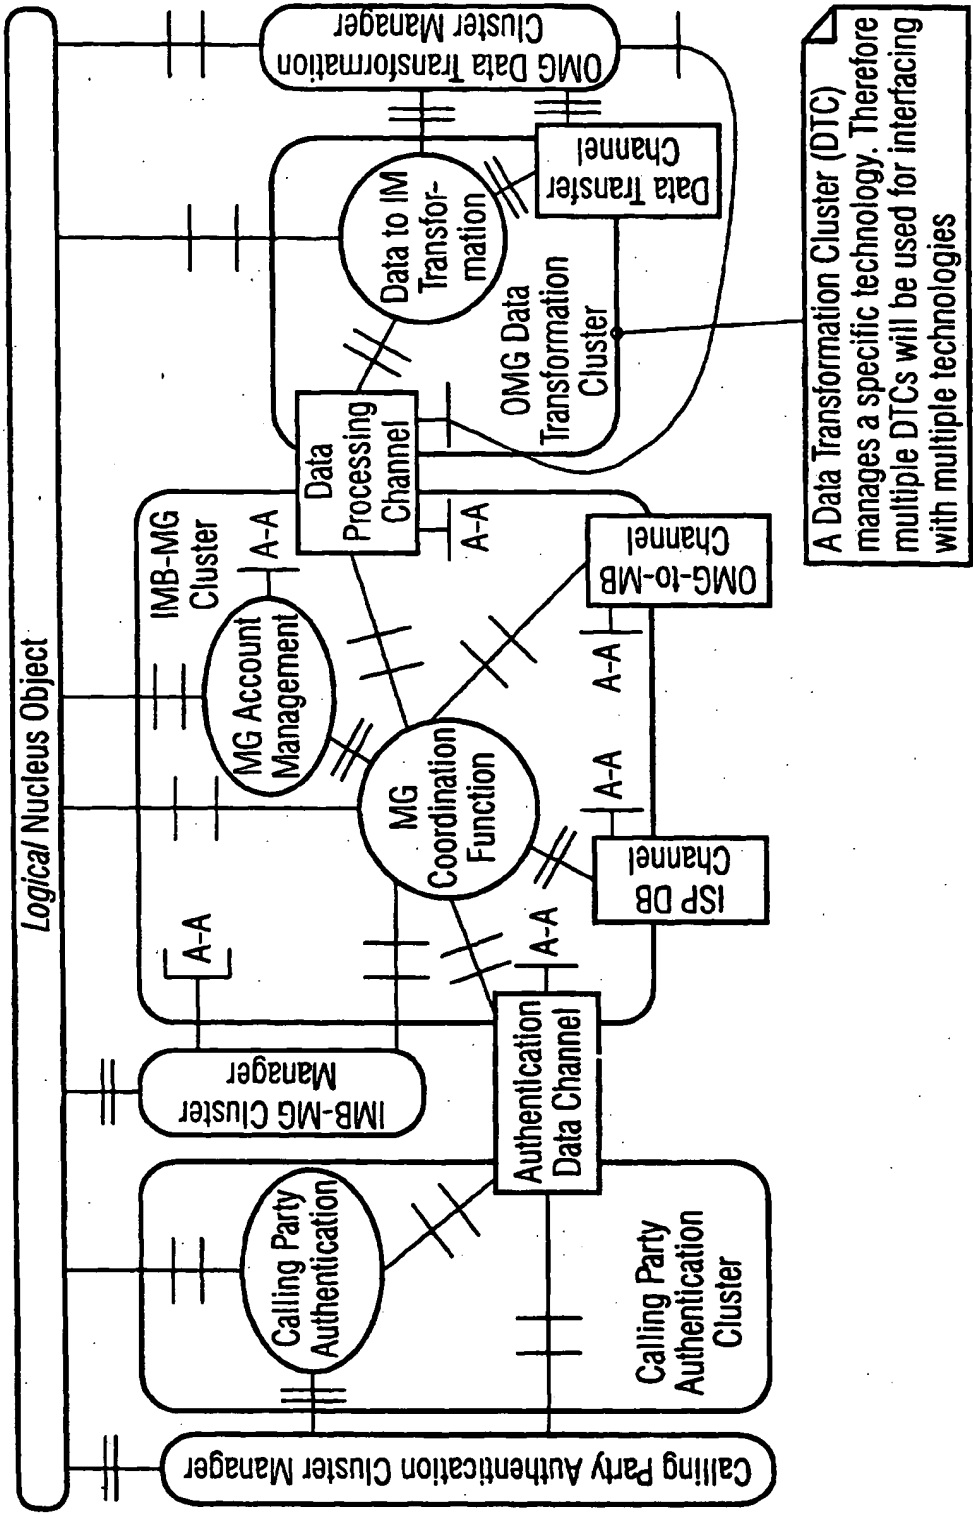 Logical Nucleus Object
Calling Party Authentication Cluster Manager
Calling Party
Authentication
Calling Party
Authentication
Cluster
IMB-MG Cluster
Manager
A-A
Authentication
Data Channel
A-A
MG
Coordination
Function
MG Account
Management
A-A
IMB-MG
Cluster
ISP DB
Channel
A-A
OMG-to-MB
Channel
A-A
Data
Processing
Channel
A-A
Data to IM
Transfor-
mation
OMG Data
Transformation
Cluster
Data Transfer
Channel
OMG Data Transformation
Cluster Manager
A Data Transformation Cluster (DTC)
manages a specific technology. Therefore
multiple DTCs will be used for interfacing
with multiple technologies